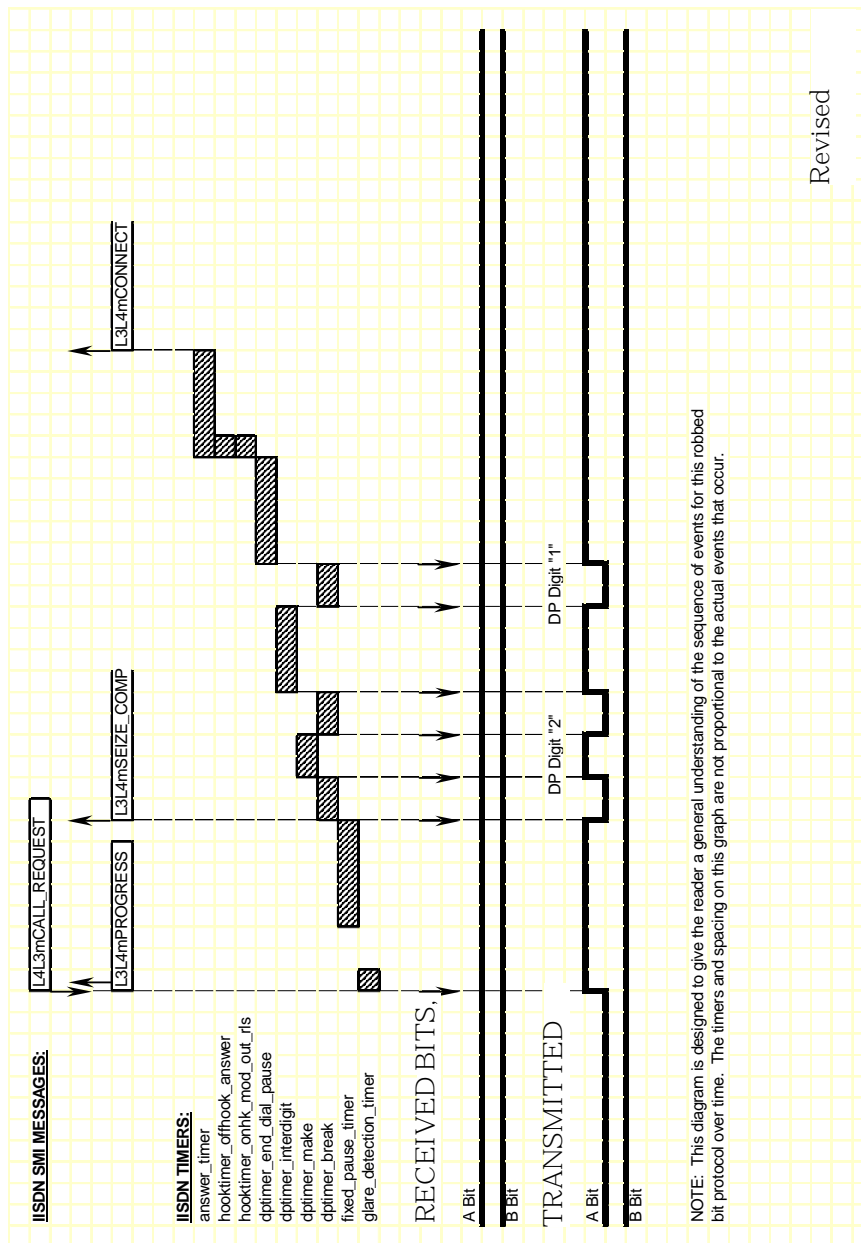 IISDN SMI MESSAGES:
L4L3mCALL_REQUEST
L3L4mPROGRESS
L3L4mSEIZE_COMP
L3L4mCONNECT
IISDN TIMERS:
answer_timer
hooktimer_offhook_answer
hooktimer_onhk_mod_out_rls
dptimer_end_dial_pause
dptimer_interdigit
dptimer_make
dptimer_break
fixed_pause_timer
glare_detection_timer
RECEIVED BITS,
A Bit
B Bit
TRANSMITTED
DP Digit "2"
DP Digit "1"
A Bit
B Bit
NOTE: This diagram is designed to give the reader a general understanding of the sequence of events for this robbed
bit protocol over time. The timers and spacing on this graph are not proportional to the actual events that occur.
Revised